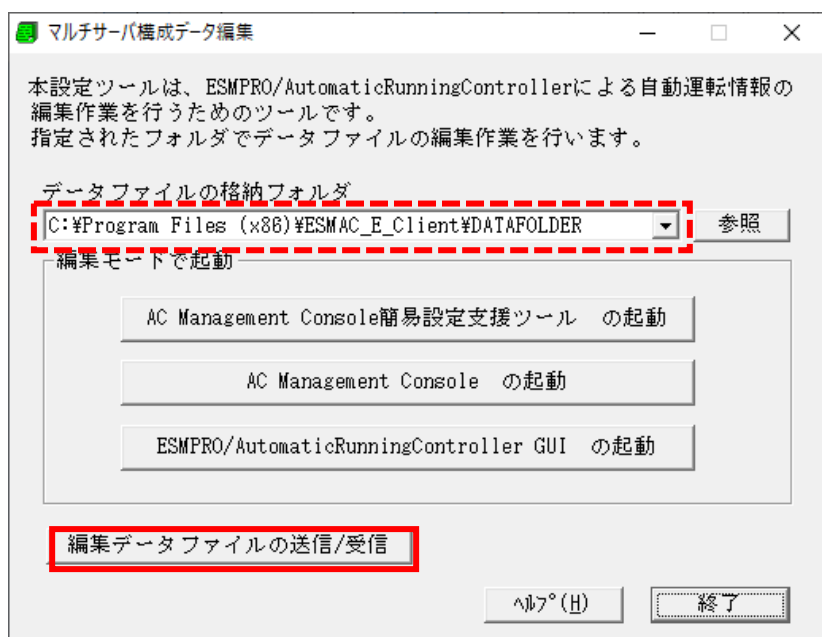 マルチサーバ構成データ編集
本設定ツールは、ESMPRO/AutomaticRunningControllerによる自動運転情報の
編集作業を行うためのツールです。
指定されたフォルダでデータファイルの編集作業を行います。
データファイルの格納フォルダ
C:¥Program Files (x86)¥ESMAC_E_Client¥DATAFOLDER
参照
編集モードで起動
AC Management Console簡易設定支援ツール の起動
AC Management Console の起動
ESMPRO/AutomaticRunningController GUI の起動
編集データファイルの送信/受信
ﾍﾙﾌﾟ(H)
終了